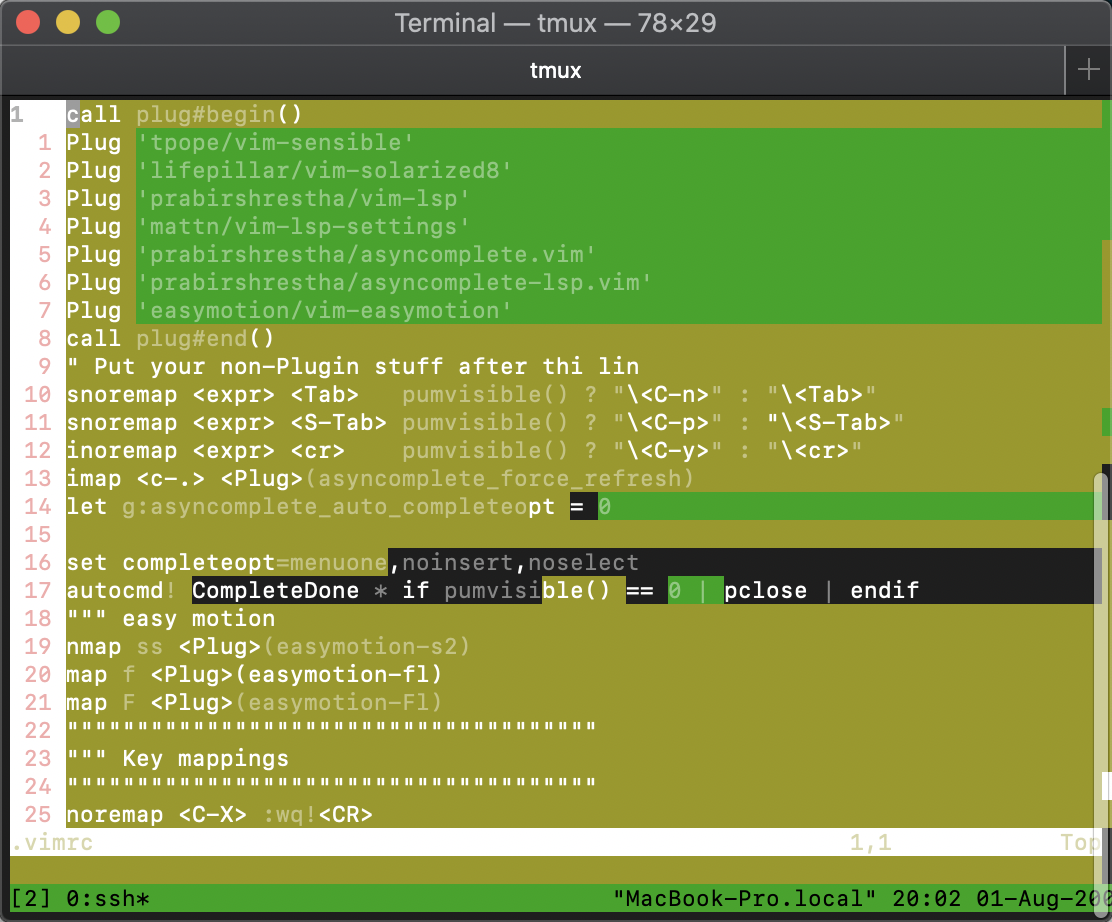 Terminal — tmux — 78×29
tmux
1 call plug#begin()
1 Plug 'tpope/vim-sensible'
2 Plug 'lifepillar/vim-solarized8'
3 Plug 'prabirshrestha/vim-lsp'
4 Plug 'mattn/vim-lsp-settings'
5 Plug 'prabirshrestha/asyncomplete.vim'
6 Plug 'prabirshrestha/asyncomplete-lsp.vim'
7 Plug 'easymotion/vim-easymotion'
8 call plug#end()
9 " Put your non-Plugin stuff after thi lin
10 snoremap <expr> <Tab>   pumvisible() ? "\<C-n>" : "\<Tab>"
11 snoremap <expr> <S-Tab> pumvisible() ? "\<C-p>" : "\<S-Tab>"
12 inoremap <expr> <cr>    pumvisible() ? "\<C-y>" : "\<cr>"
13 imap <c-.> <Plug>(asyncomplete_force_refresh)
14 let g:asyncomplete_auto_completeopt = 0
15
16 set completeopt=menuone,noinsert,noselect
17 autocmd! CompleteDone * if pumvisible() == 0 | pclose | endif
18 """ easy motion
19 nmap ss <Plug>(easymotion-s2)
20 map f <Plug>(easymotion-fl)
21 map F <Plug>(easymotion-Fl)
22 """"""""""""""""""""""""""""""""""""""
23 """ Key mappings
24 """"""""""""""""""""""""""""""""""""""
25 noremap <C-X> :wq!<CR>
.vimrc 1,1 Top
[2] 0:ssh* "MacBook-Pro.local" 20:02 01-Aug-200